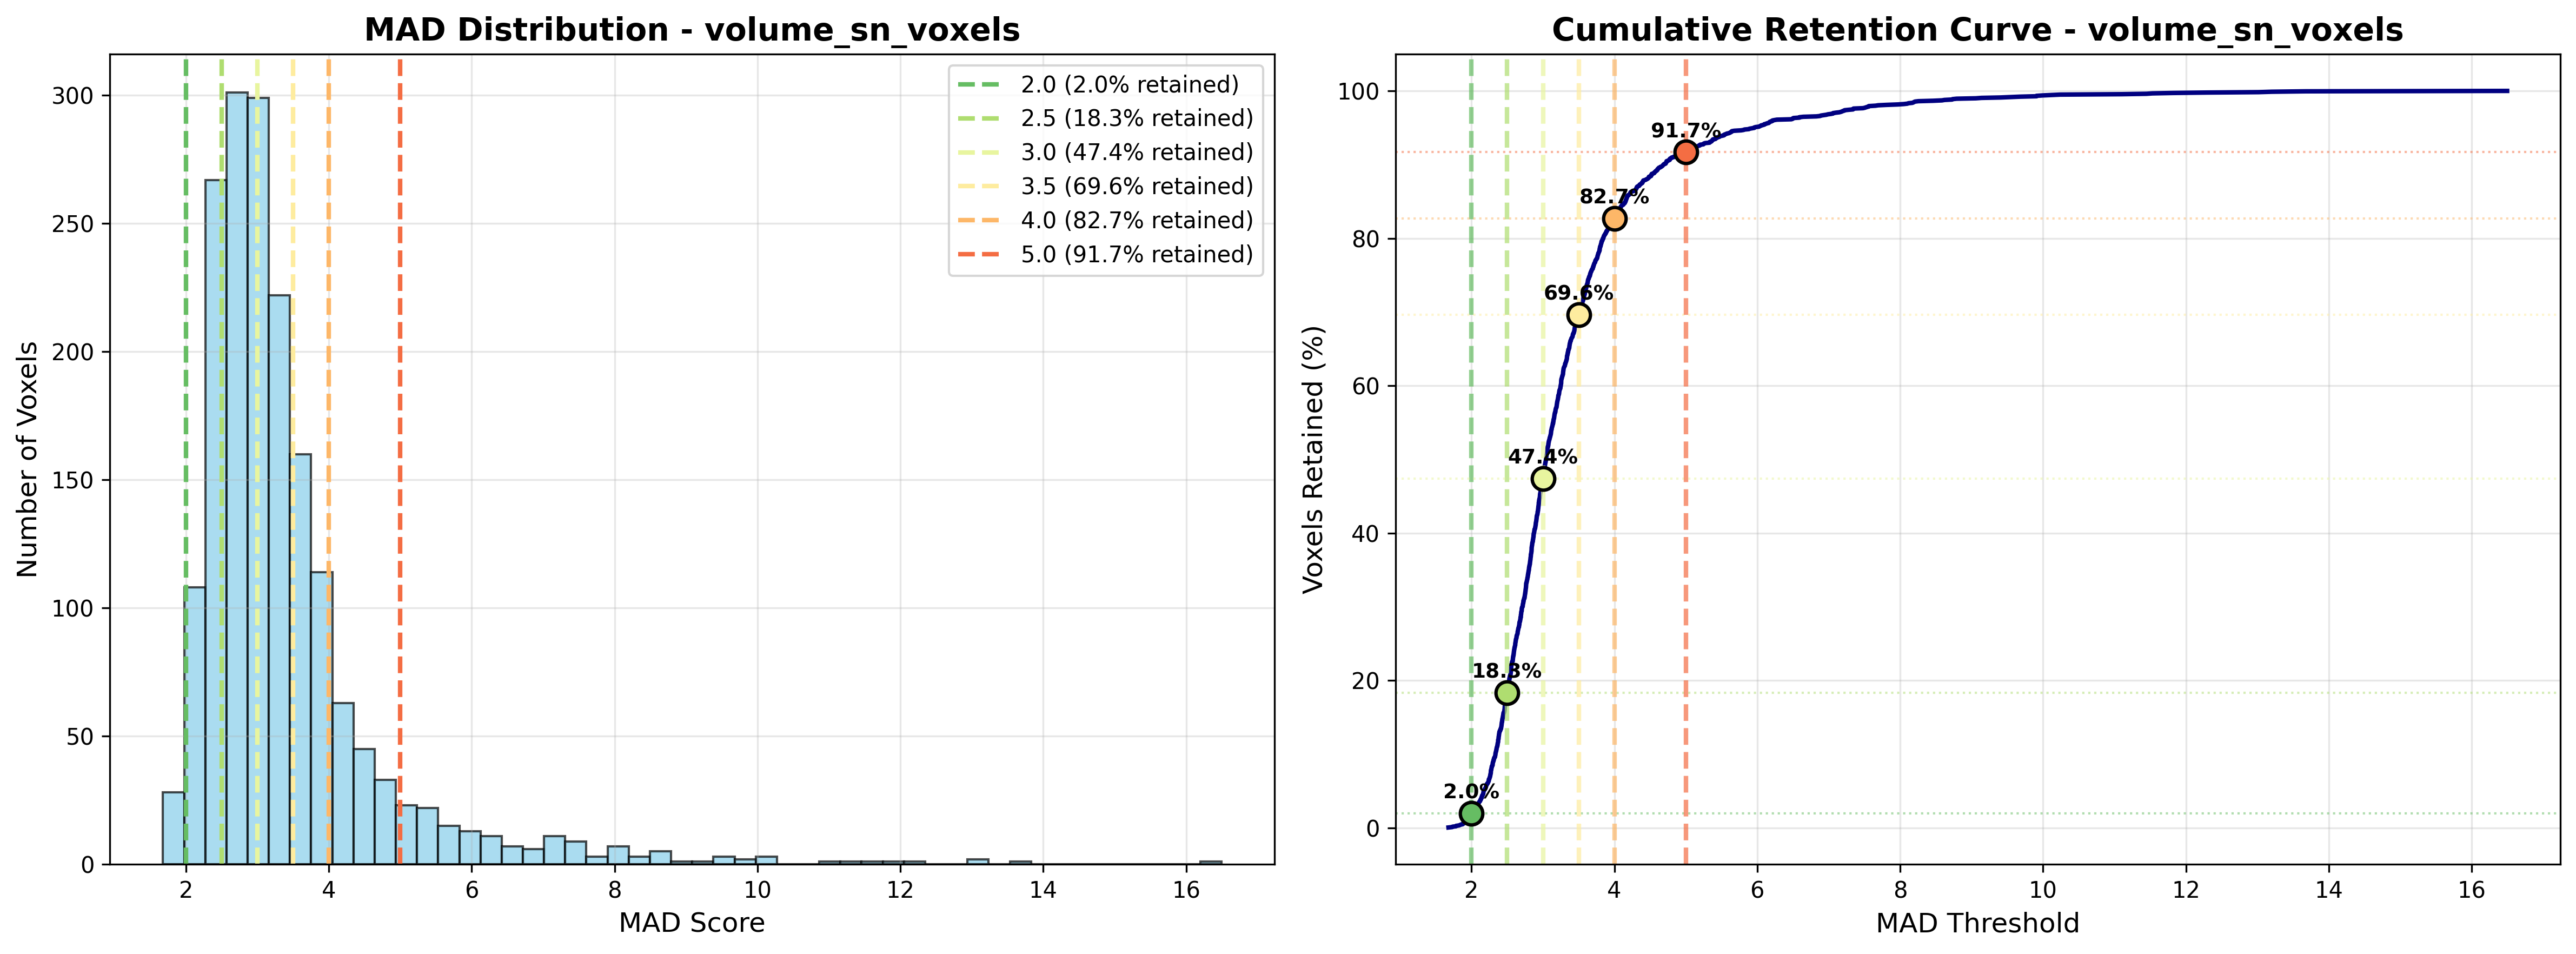 MAD Distribution - volume_sn_voxels
2.0 (2.0% retained)
2.5 (18.3% retained)
3.0 (47.4% retained)
3.5 (69.6% retained)
4.0 (82.7% retained)
5.0 (91.7% retained)
300
250
200
150
100
50
0
Number of Voxels
2 4 6 8 10 12 14 16
MAD Score
Cumulative Retention Curve - volume_sn_voxels
100
80
60
40
20
0
Voxels Retained (%)
91.7%
82.7%
69.6%
47.4%
18.3%
2.0%
2 4 6 8 10 12 14 16
MAD Threshold